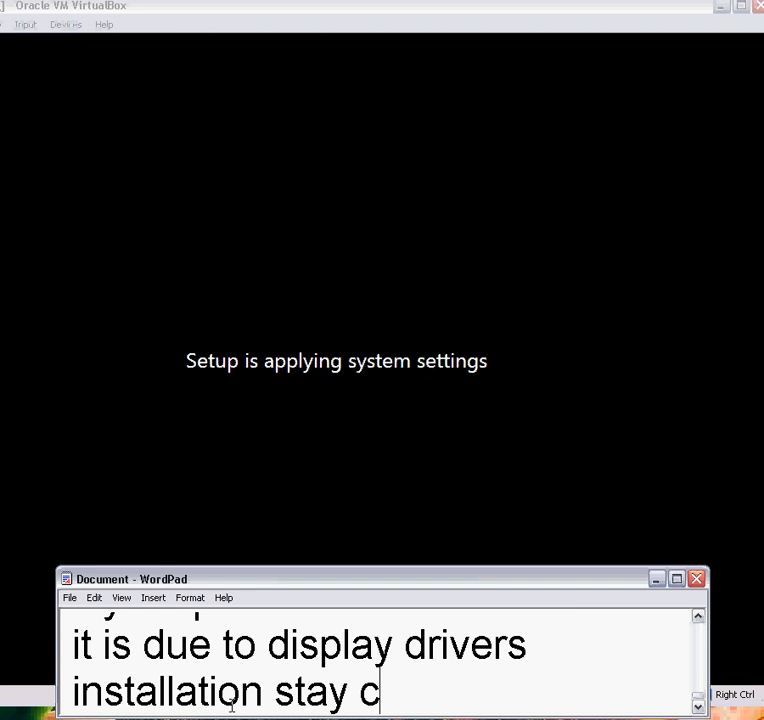 ] Oracle VM VirtualBox
Input Devices Help
Setup is applying system settings
Document - WordPad
File Edit View Insert Format Help
it is due to display drivers
installation stay c
Right Ctrl